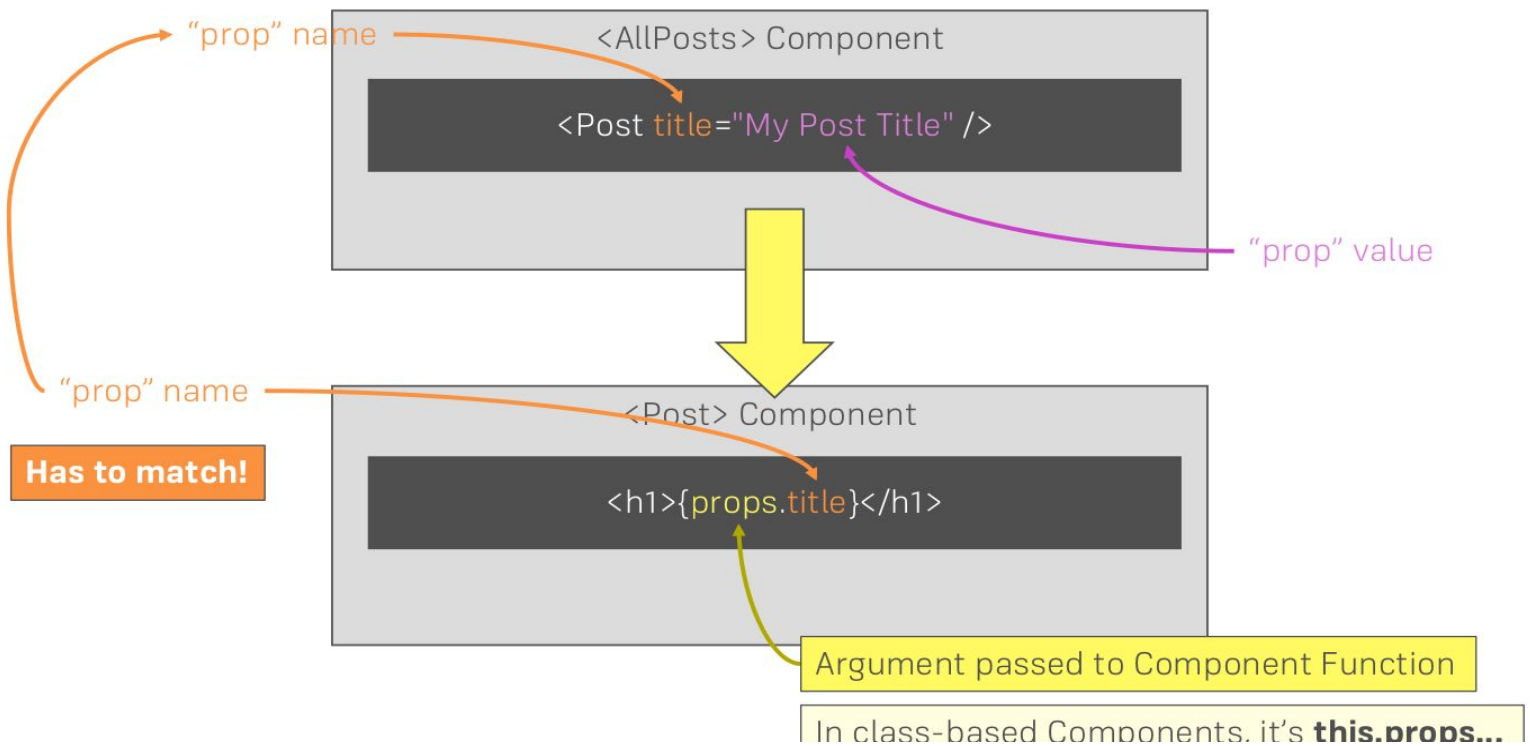 “prop” name
<AllPosts> Component
<Post title="My Post Title" />
“prop” value
“prop” name
<Post> Component
Has to match!
<h1>{props.title}</h1>
Argument passed to Component Function
In class-based Components, it’s this.props...